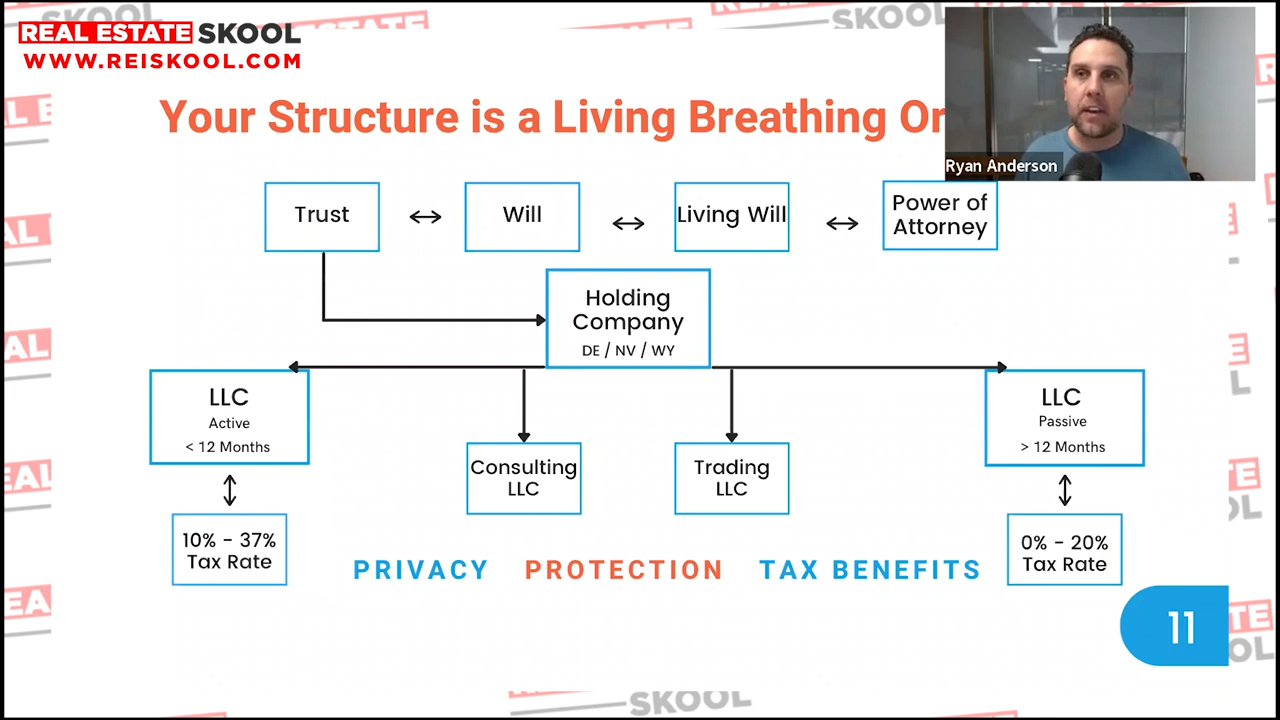 REAL ESTATE SKOOL
WWW.REISKOOL.COM
SKOOL
Your Structure is a Living Breathing Or
Ryan Anderson
Trust
Will
Living Will
Power of
Attorney
Holding
Company
DE / NV / WY
LLC
Active
< 12 Months
LLC
Passive
> 12 Months
Consulting
LLC
Trading
LLC
10% - 37%
Tax Rate
0% - 20%
Tax Rate
PRIVACY PROTECTION TAX BENEFITS
11
SKOOL